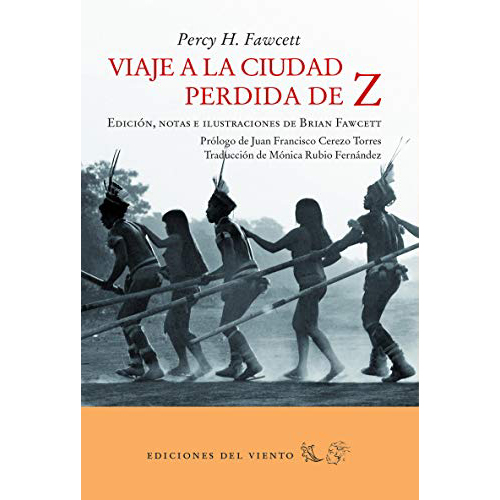 Percy H. Fawcett
VIAJE A LA CIUDAD
PERDIDA DE Z
EDICIÓN, NOTAS E ILUSTRACIONES DE BRIAN FAWCETT
Prólogo de Juan Francisco Cerezo Torres
Traducción de Mónica Rubio Fernández
EDICIONES DEL VIENTO